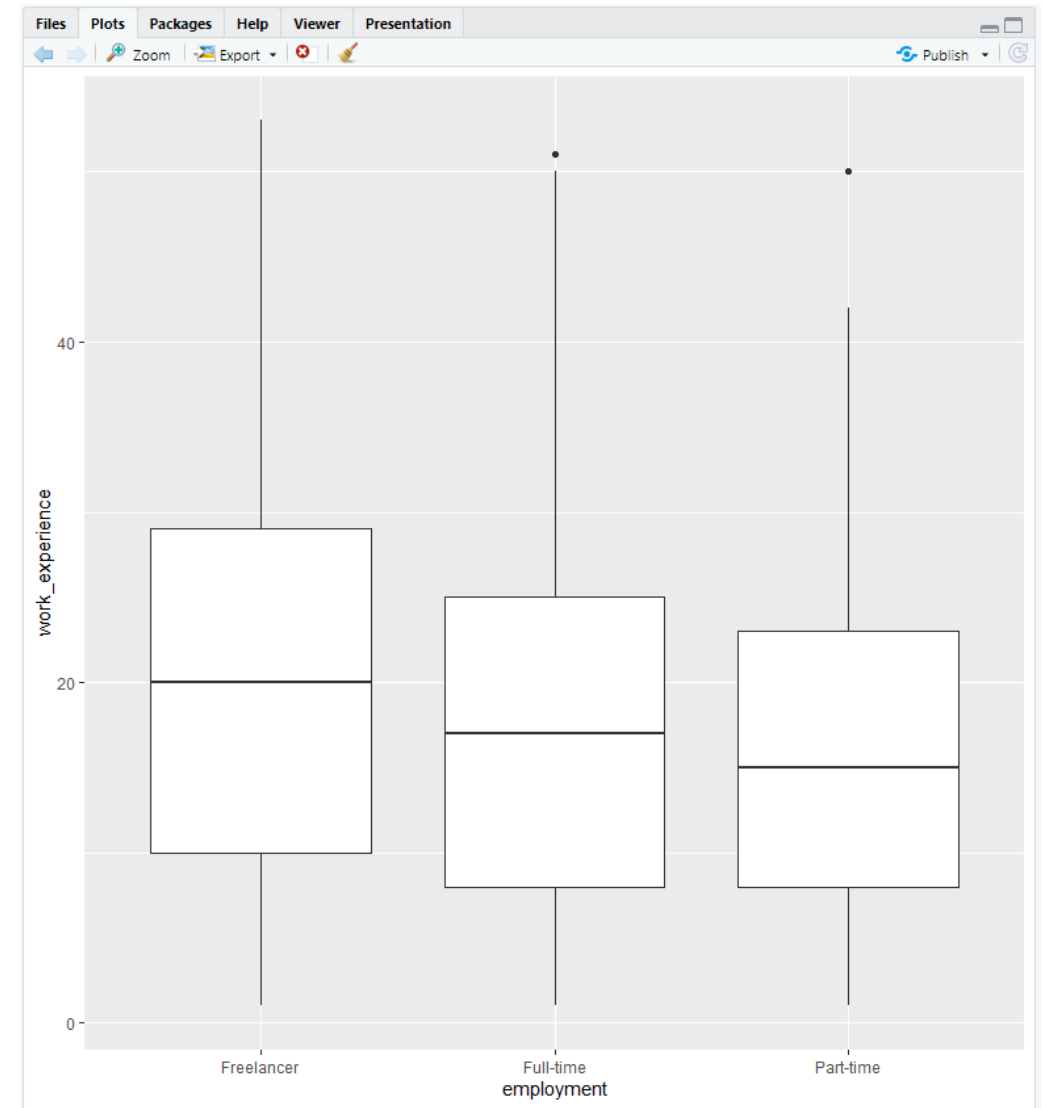 Files Plots Packages Help Viewer Presentation
Zoom Export Publish
40
work_experience
20
0
Freelancer Full-time Part-time
employment